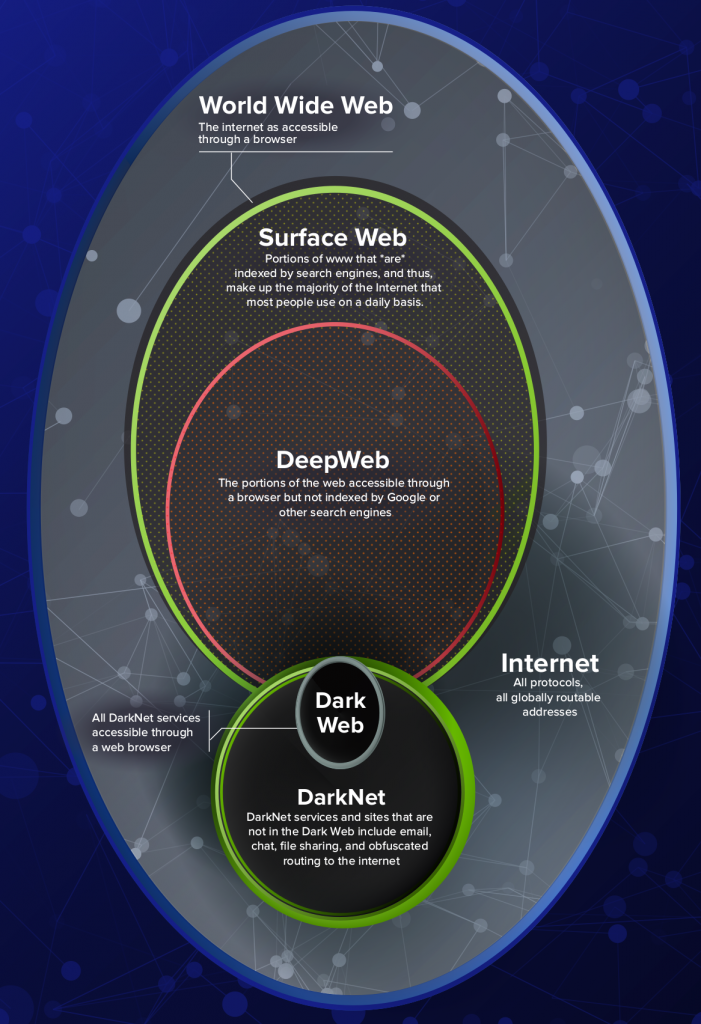 World Wide Web
The internet as accessible
through a browser
Surface Web
Portions of www that *are*
indexed by search engines, and thus,
make up the majority of the Internet that
most people use on a daily basis.
DeepWeb
The portions of the web accessible through
a browser but not indexed by Google or
other search engines
Internet
All protocols,
all globally routable
addresses
Dark
Web
All DarkNet services
accessible through
a web browser
DarkNet
DarkNet services and sites that are
not in the Dark Web include email,
chat, file sharing, and obfuscated
routing to the internet